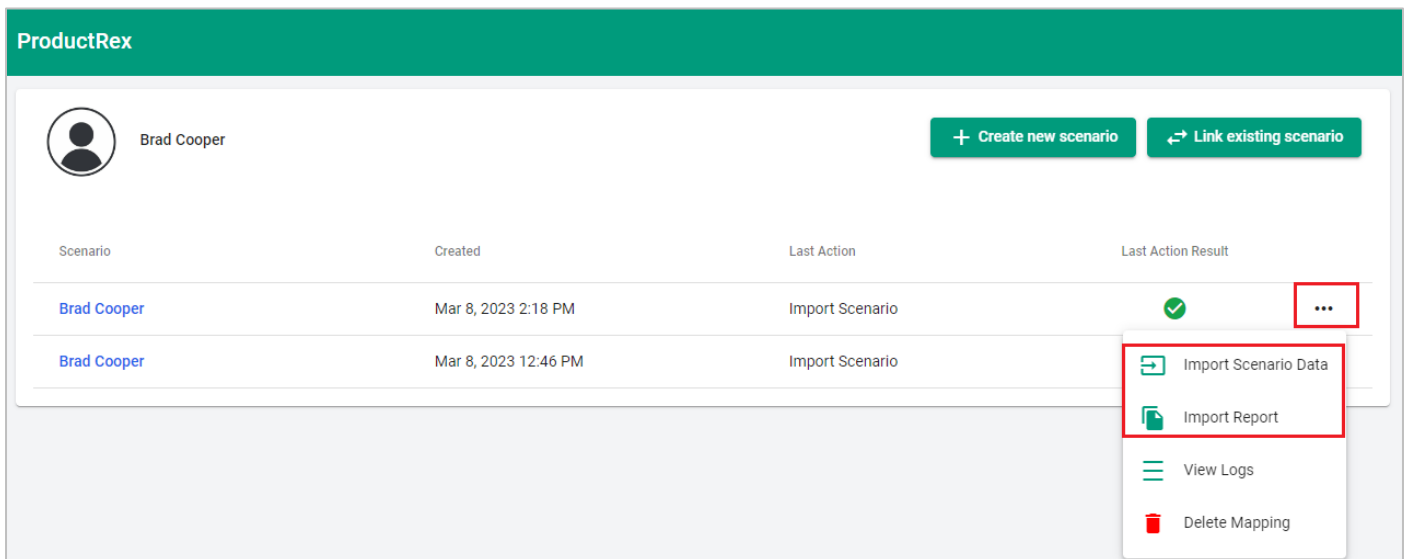 ProductRex
Brad Cooper
+ Create new scenario
Link existing scenario
Scenario Created Last Action Last Action Result
Brad Cooper Mar 8, 2023 2:18 PM Import Scenario •••
Brad Cooper Mar 8, 2023 12:46 PM Import Scenario
Import Scenario Data
Import Report
View Logs
Delete Mapping